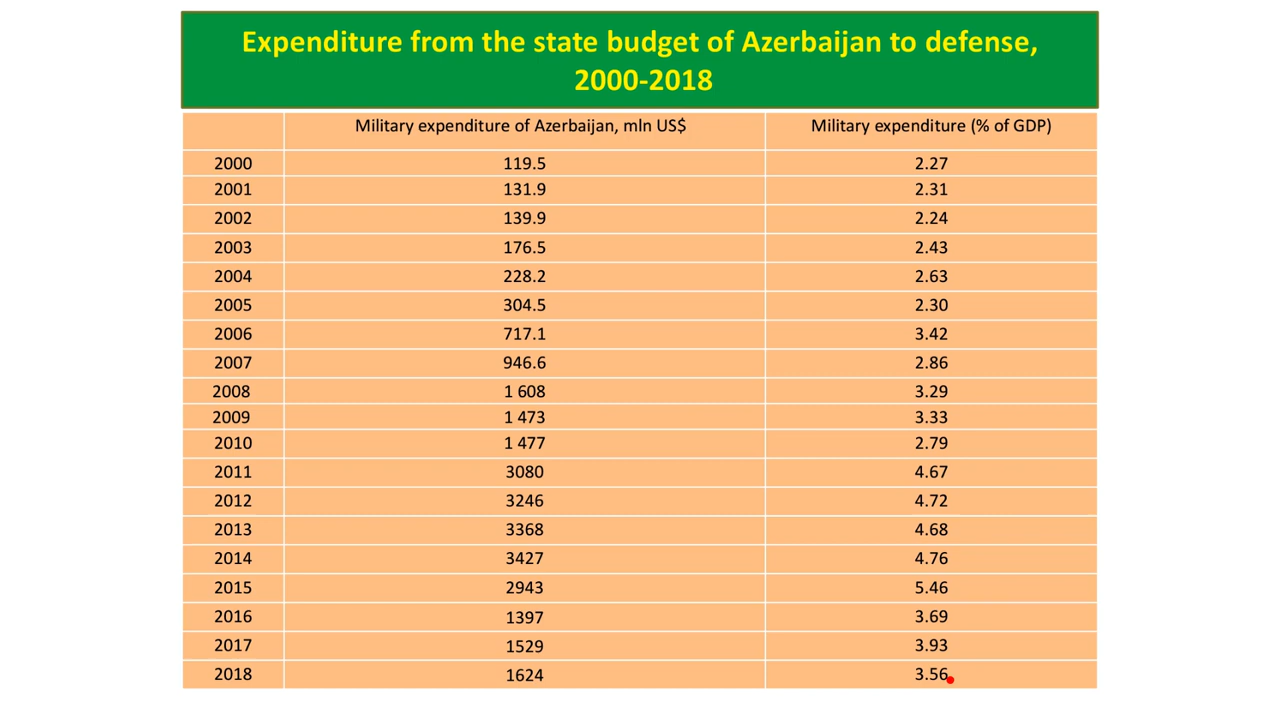 Expenditure from the state budget of Azerbaijan to defense,
2000-2018
Military expenditure of Azerbaijan, mln US$ Military expenditure (% of GDP)
2000 119.5 2.27
2001 131.9 2.31
2002 139.9 2.24
2003 176.5 2.43
2004 228.2 2.63
2005 304.5 2.30
2006 717.1 3.42
2007 946.6 2.86
2008 1 608 3.29
2009 1 473 3.33
2010 1 477 2.79
2011 3080 4.67
2012 3246 4.72
2013 3368 4.68
2014 3427 4.76
2015 2943 5.46
2016 1397 3.69
2017 1529 3.93
2018 1624 3.56